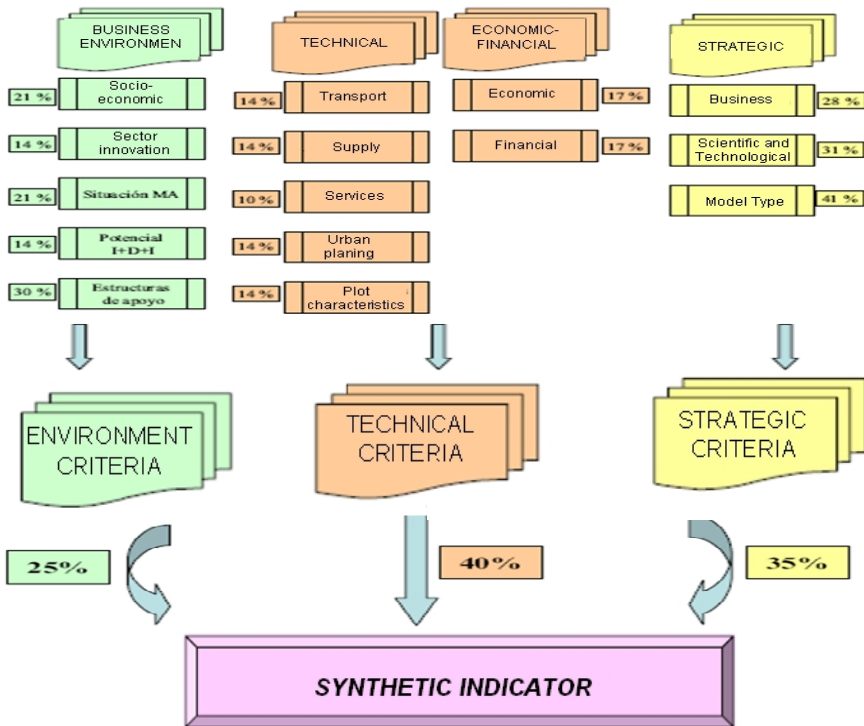 BUSINESS
ENVIRONMEN
TECHNICAL
ECONOMIC-
FINANCIAL
STRATEGIC
21 %
Socio-
economic
14 %
Sector
innovation
21 %
Situación MA
14 %
Potencial
I+D+I
30 %
Estructuras
de apoyo
14 %
Transport
14 %
Supply
10 %
Services
14 %
Urban
planing
14 %
Plot
characteristics
Economic
17 %
Financial
17 %
Business
28 %
Scientific and
Technological
31 %
Model Type
41 %
ENVIRONMENT
CRITERIA
TECHNICAL
CRITERIA
STRATEGIC
CRITERIA
25%
40%
35%
SYNTHETIC INDICATOR